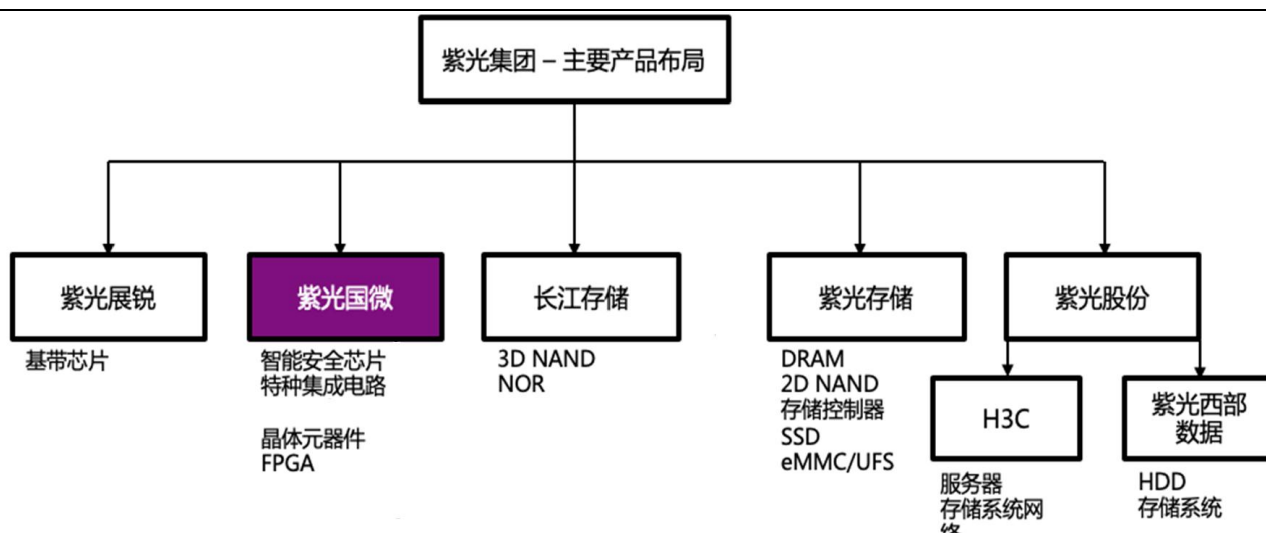 紫光集团 – 主要产品布局
紫光展锐
基带芯片
紫光国微
智能安全芯片
特种集成电路
晶体元器件
FPGA
长江存储
3D NAND
NOR
紫光存储
DRAM
2D NAND
存储控制器
SSD
eMMC/UFS
紫光股份
H3C
服务器
存储系统网
络
紫光西部
数据
HDD
存储系统